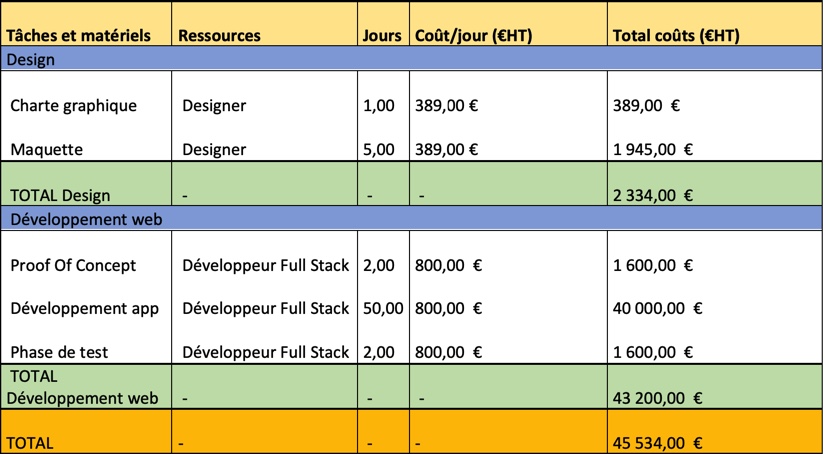 Tâches et matériels Ressources Jours Coût/jour (€HT) Total coûts (€HT)
Design
Charte graphique Designer 1,00 389,00 € 389,00 €
Maquette Designer 5,00 389,00 € 1 945,00 €
TOTAL Design - - - 2 334,00 €
Développement web
Proof Of Concept Développeur Full Stack 2,00 800,00 € 1 600,00 €
Développement app Développeur Full Stack 50,00 800,00 € 40 000,00 €
Phase de test Développeur Full Stack 2,00 800,00 € 1 600,00 €
TOTAL
Développement web - - - 43 200,00 €
TOTAL - - - 45 534,00 €